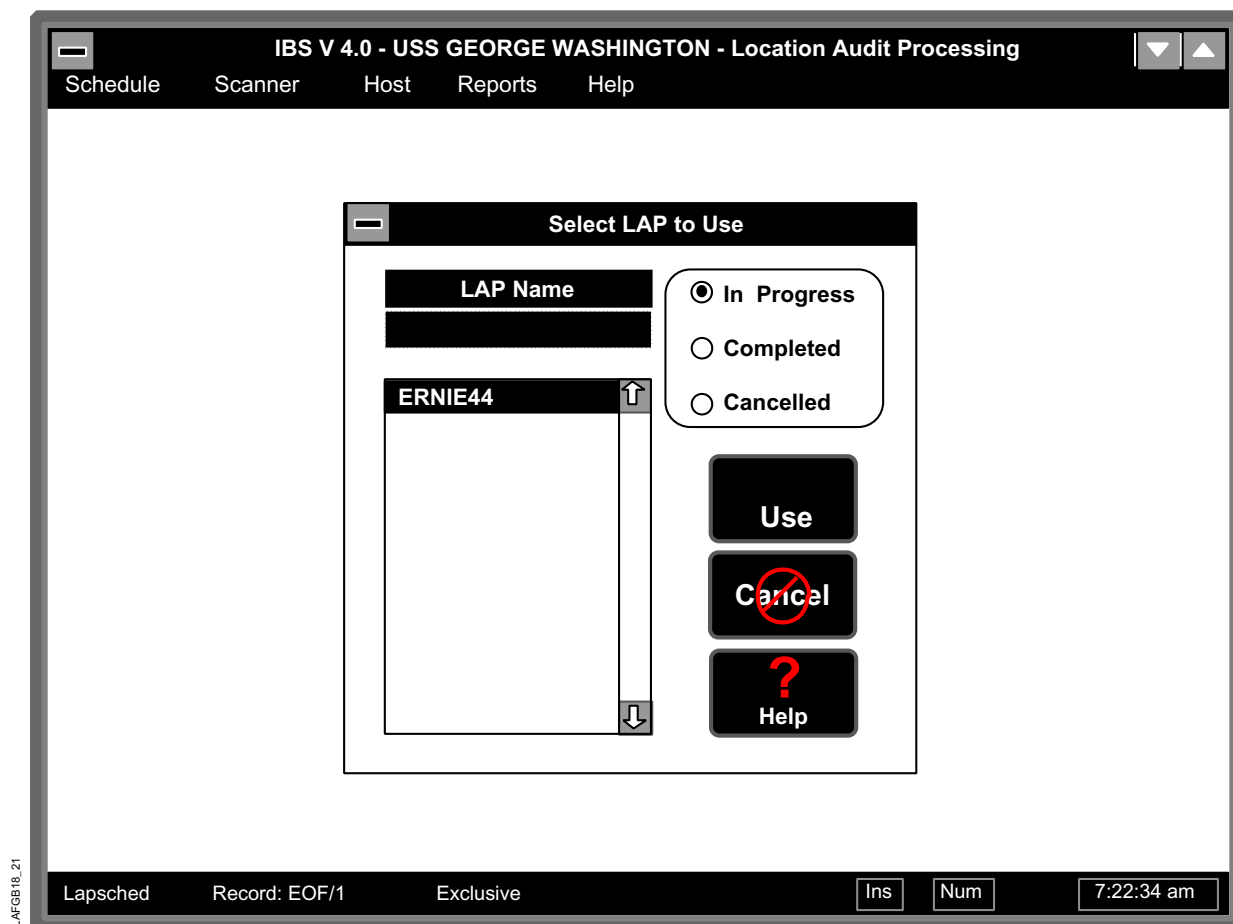 IBS V 4.0 - USS GEORGE WASHINGTON - Location Audit Processing
Schedule Scanner Host Reports Help
Select LAP to Use
LAP Name
ERNIE44
In Progress
Completed
Cancelled
Use
Cancel
?
Help
Lapsched Record: EOF/1 Exclusive Ins Num 7:22:34 am
LAFGB18_21